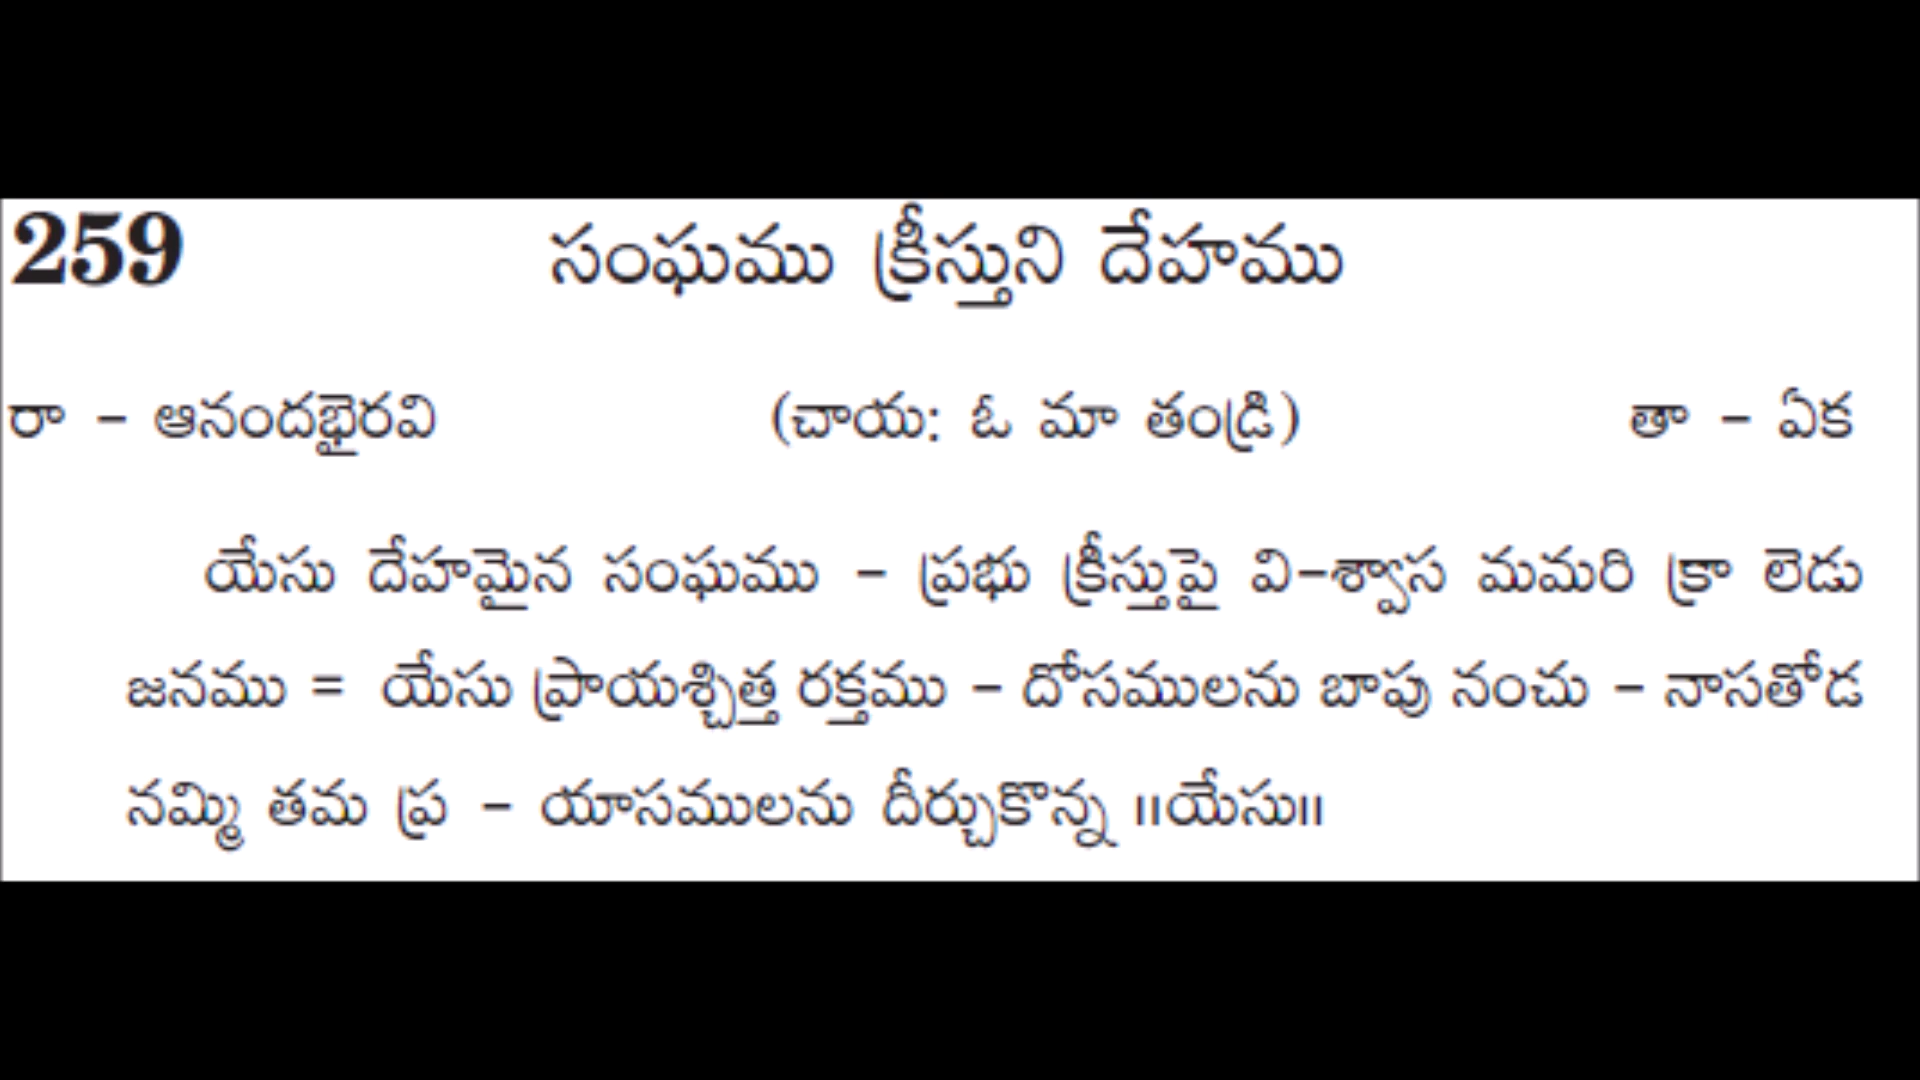 259 సంఘము క్రీస్తుని దేహము
రా - ఆనందభైరవి (చాయ: ఓ మా తండ్రి) తా - ఏక
యేసు దేహమైన సంఘము - ప్రభు క్రీస్తుపై వి-శ్వాస మమరి క్రా లెడు
జనము = యేసు ప్రాయశ్చిత్త రక్తము - దోసములను బాపు నంచు - నాసతోడ
నమ్మి తమ ప్ర - యాసములను దీర్చుకొన్న ॥యేసు॥